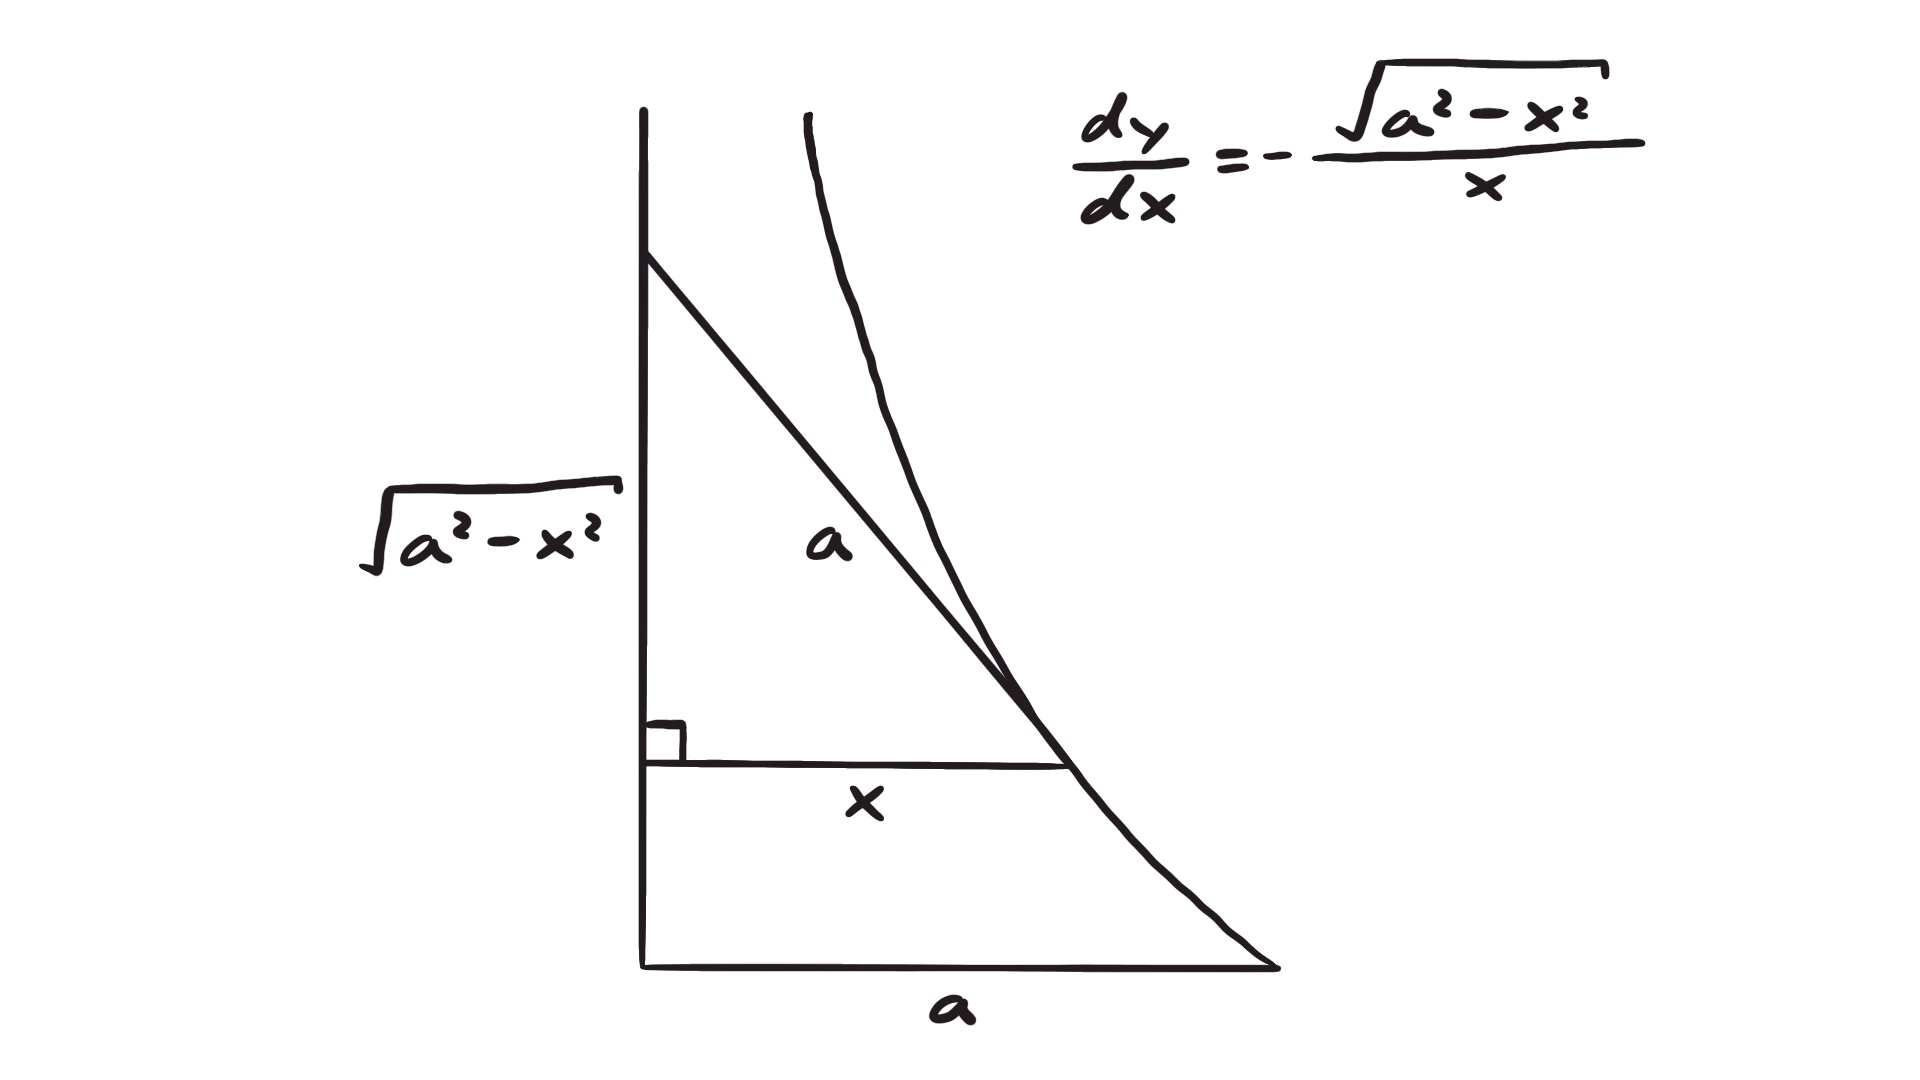 dy/dx = - √(a² - x²)/x
√(a² - x²)
a
x
a